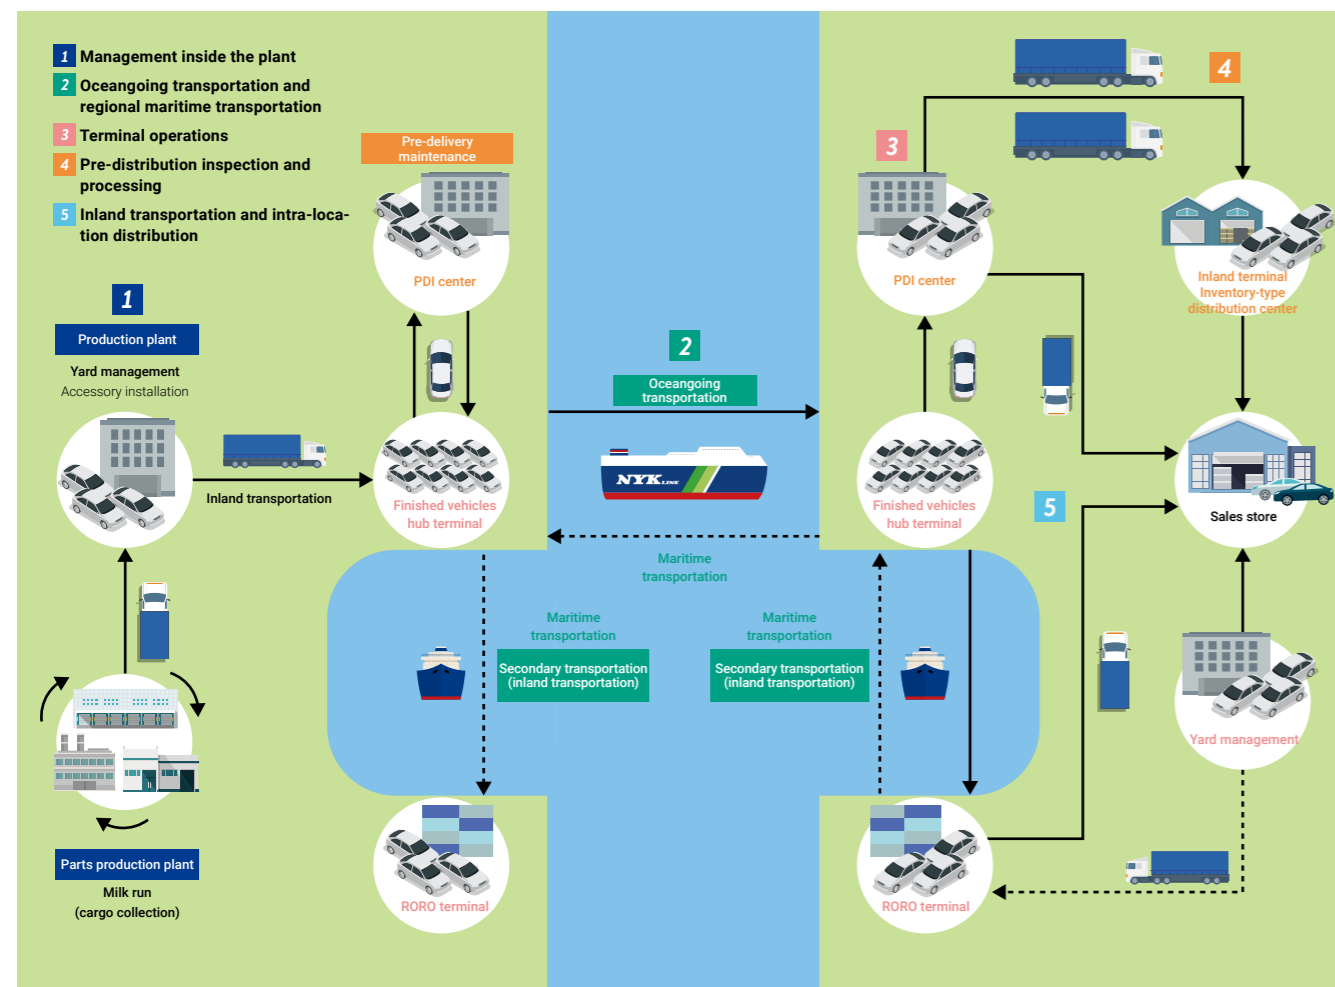 1 Management inside the plant
2 Oceangoing transportation and
regional maritime transportation
3 Terminal operations
4 Pre-distribution inspection and
processing
5 Inland transportation and intra-loca-
tion distribution
1
Production plant
Yard management
Accessory installation
Inland transportation
Parts production plant
Milk run
(cargo collection)
Pre-delivery
maintenance
PDI center
Finished vehicles
hub terminal
2
Oceangoing
transportation
NYK LINE
Maritime
transportation
Maritime
transportation
Secondary transportation
(inland transportation)
Maritime
transportation
Secondary transportation
(inland transportation)
RORO terminal
3
PDI center
4
Inland terminal
Inventory-type
distribution center
Finished vehicles
hub terminal
5
Sales store
Yard management
RORO terminal